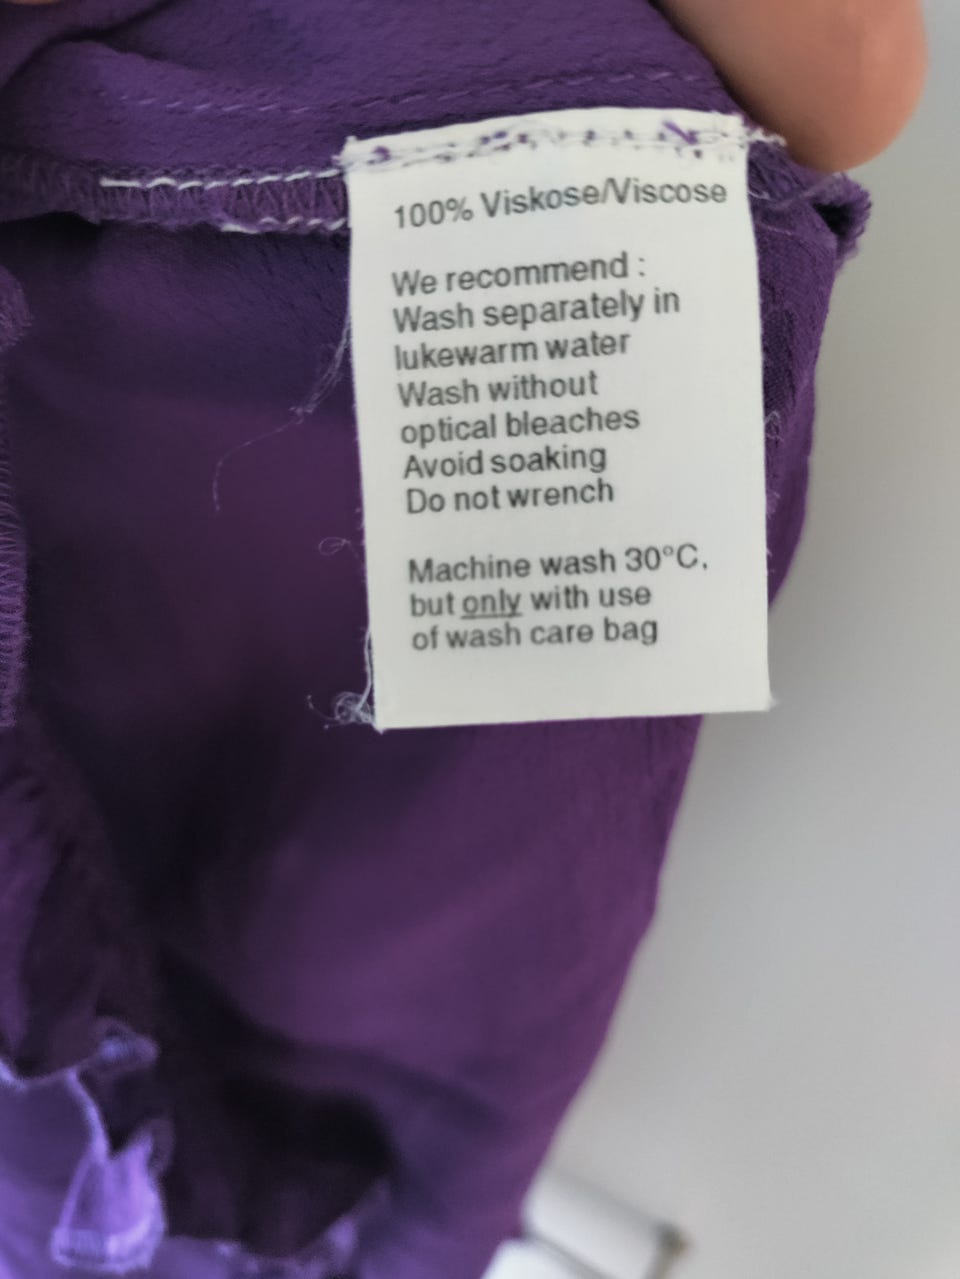 100% Viskose/Viscose
We recommend :
Wash separately in
lukewarm water
Wash without
optical bleaches
Avoid soaking
Do not wrench
Machine wash 30°C,
but only with use
of wash care bag